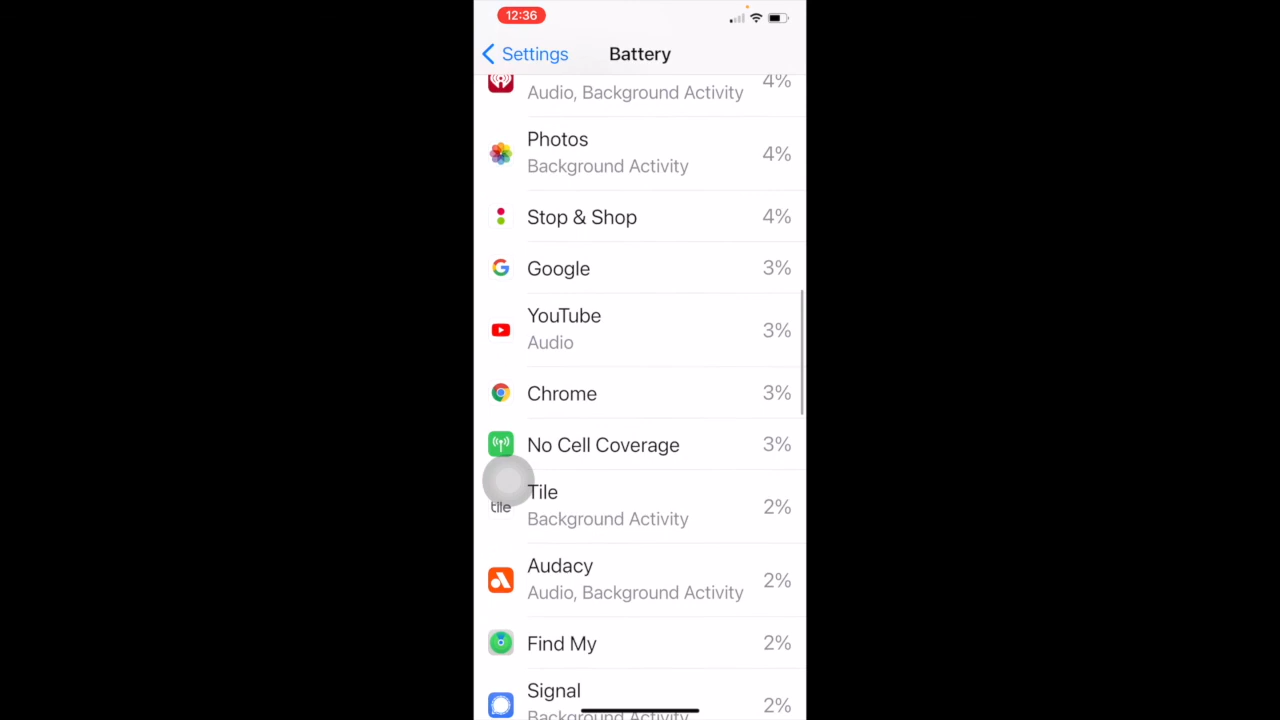 12:36
Settings
Battery
Audio, Background Activity
4%
Photos
Background Activity
4%
Stop & Shop
4%
Google
3%
YouTube
Audio
3%
Chrome
3%
No Cell Coverage
3%
Tile
tile
Background Activity
2%
Audacy
Audio, Background Activity
2%
Find My
2%
Signal
Background Activity
2%